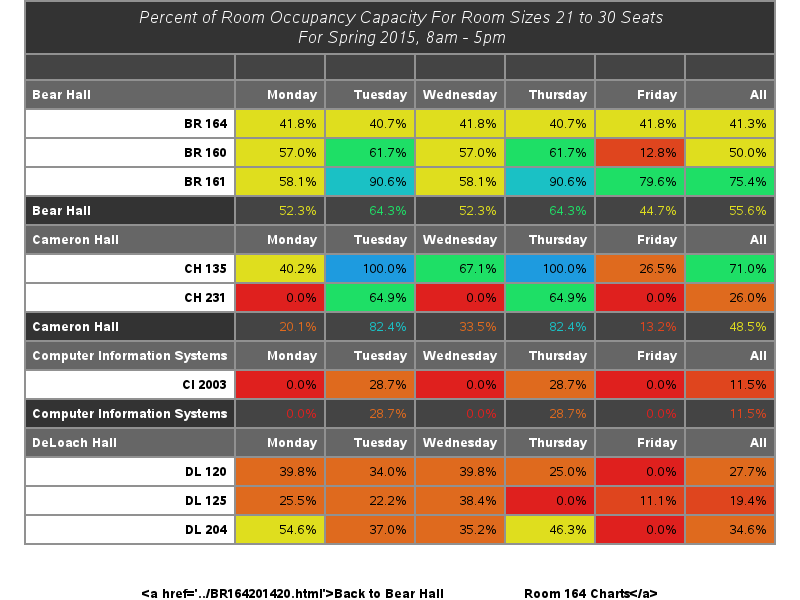 Percent of Room Occupancy Capacity For Room Sizes 21 to 30 Seats
For Spring 2015, 8am - 5pm
Bear Hall Monday Tuesday Wednesday Thursday Friday All
BR 164 41.8% 40.7% 41.8% 40.7% 41.8% 41.3%
BR 160 57.0% 61.7% 57.0% 61.7% 12.8% 50.0%
BR 161 58.1% 90.6% 58.1% 90.6% 79.6% 75.4%
Bear Hall 52.3% 64.3% 52.3% 64.3% 44.7% 55.6%
Cameron Hall Monday Tuesday Wednesday Thursday Friday All
CH 135 40.2% 100.0% 67.1% 100.0% 26.5% 71.0%
CH 231 0.0% 64.9% 0.0% 64.9% 0.0% 26.0%
Cameron Hall 20.1% 82.4% 33.5% 82.4% 13.2% 48.5%
Computer Information Systems Monday Tuesday Wednesday Thursday Friday All
CI 2003 0.0% 28.7% 0.0% 28.7% 0.0% 11.5%
Computer Information Systems 0.0% 28.7% 0.0% 28.7% 0.0% 11.5%
DeLoach Hall Monday Tuesday Wednesday Thursday Friday All
DL 120 39.8% 34.0% 39.8% 25.0% 0.0% 27.7%
DL 125 25.5% 22.2% 38.4% 0.0% 11.1% 19.4%
DL 204 54.6% 37.0% 35.2% 46.3% 0.0% 34.6%
<a href='../BR164201420.html'>Back to Bear Hall Room 164 Charts</a>